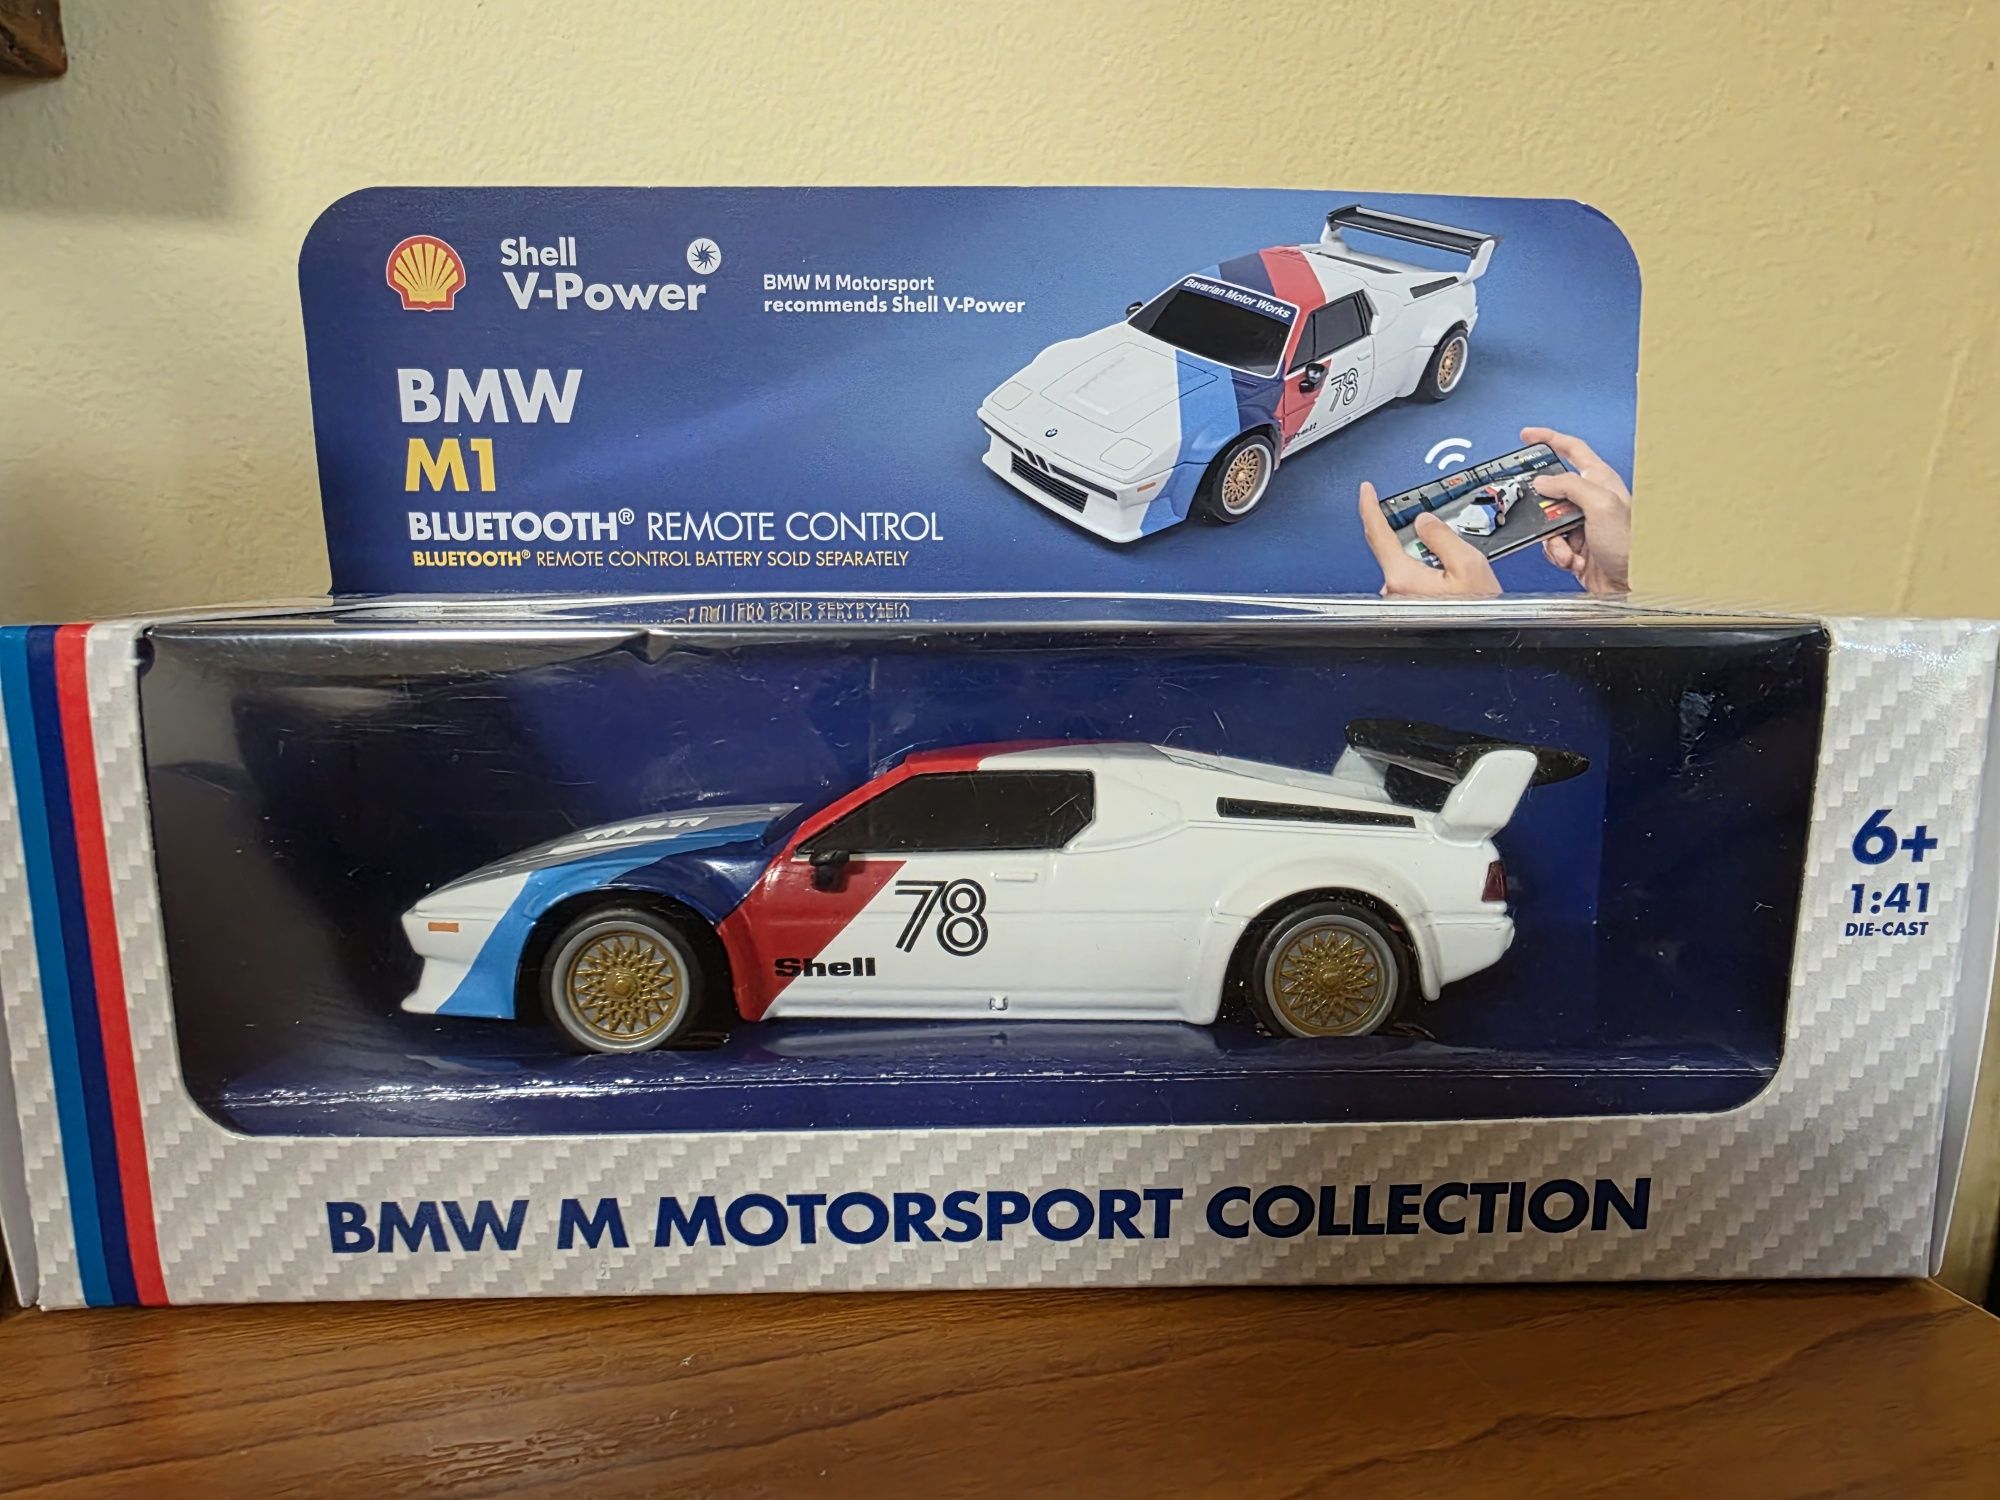 Shell
V-Power
BMW M Motorsport
recommends Shell V-Power
Bavarian Motor Works
78
Shell
BMW
M1
BLUETOOTH® REMOTE CONTROL
BLUETOOTH® REMOTE CONTROL BATTERY SOLD SEPARATELY
78
Shell
6+
1:41
DIE-CAST
BMW M MOTORSPORT COLLECTION